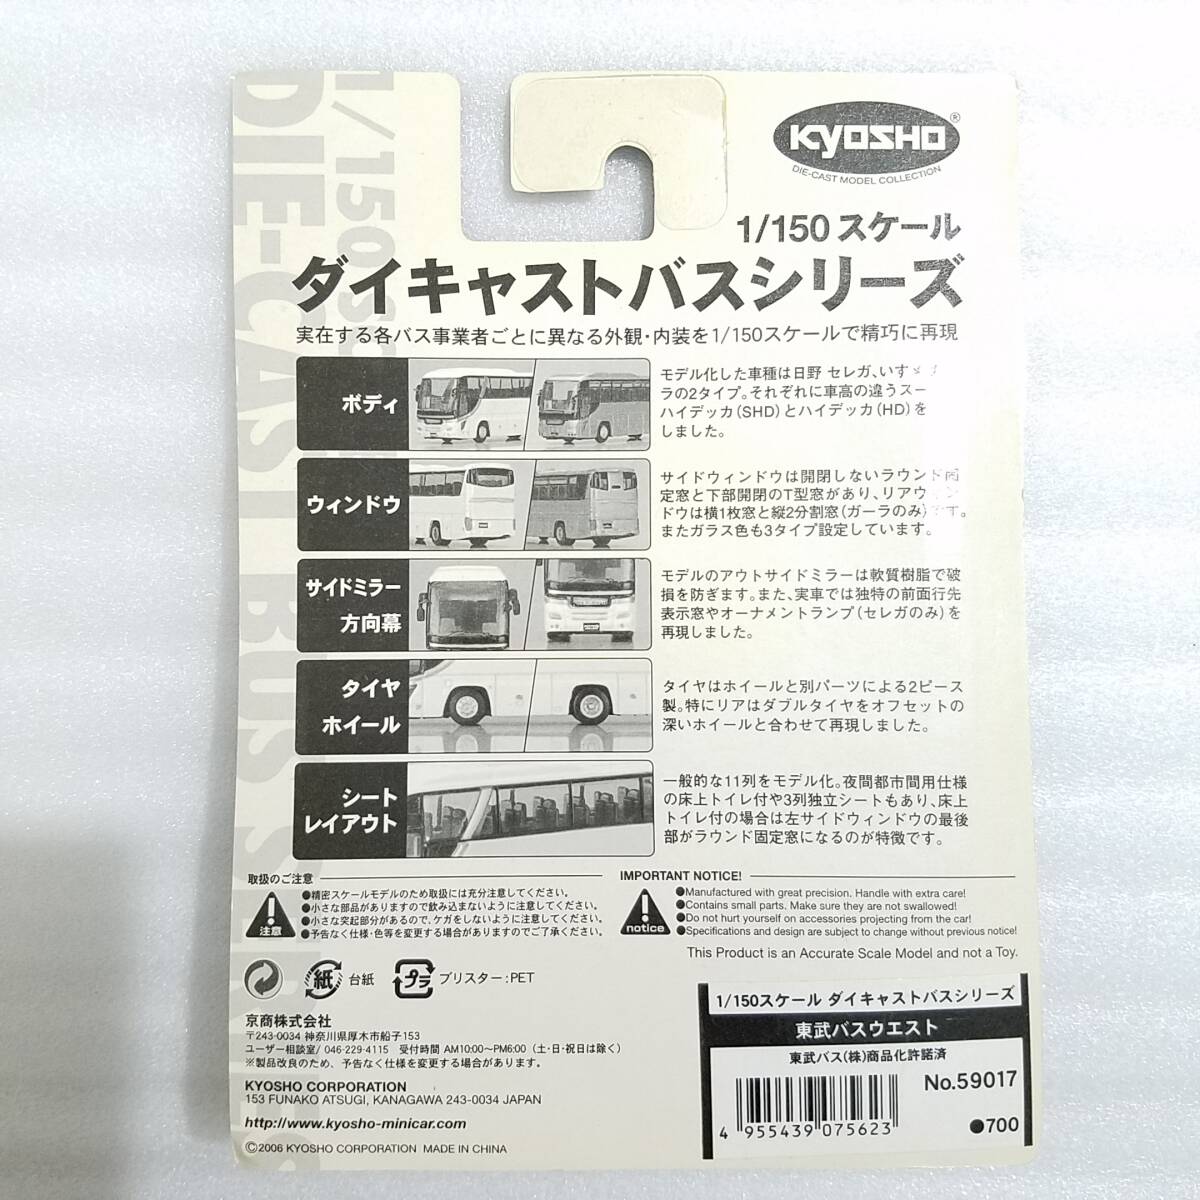 1/150SC
DIE-CAST BUS SERIES
KYOSHO®
DIE-CAST MODEL COLLECTION
1/150 スケール
ダイキャストバスシリーズ
実在する各バス事業者ごとに異なる外観・内装を1/150スケールで精巧に再現
ボディ
モデル化した車種は日野 セレガ、いすゞ
ラの2タイプ。それぞれに車高の違うスー
ハイデッカ(SHD)とハイデッカ(HD)を
しました。
ウィンドウ
サイドウィンドウは開閉しないラウンド固
定窓と下部開閉のT型窓があり、リアウィン
ドウは横1枚窓と縦2分割窓(ガーラのみ)です。
またガラス色も3タイプ設定しています。
サイドミラー
方向幕
モデルのアウトサイドミラーは軟質樹脂で破
損を防ぎます。また、実車では独特の前面行先
表示窓やオーナメントランプ(セレガのみ)を
再現しました。
タイヤ
ホイール
タイヤはホイールと別パーツによる2ピース
製。特にリアはダブルタイヤをオフセットの
深いホイールと合わせて再現しました。
シート
レイアウト
一般的な11列をモデル化。夜間都市間用仕様
の床上トイレ付や3列独立シートもあり、床上
トイレ付の場合は左サイドウィンドウの最後
部がラウンド固定窓になるのが特徴です。
取扱のご注意
注意
●精密スケールモデルのため取扱には充分注意してください。
●小さな部品がありますので飲み込まないように注意してください。
●小さな突起部分があるので、ケガをしないように注意してください。
●予告なく仕様・色等を変更する場合がありますのでご了承ください。
IMPORTANT NOTICE!
notice
●Manufactured with great precision. Handle with extra care!
●Contains small parts. Make sure they are not swallowed!
●Do not hurt yourself on accessories projecting from the car!
●Specifications and design are subject to change without previous notice!
This Product is an Accurate Scale Model and not a Toy.
紙 台紙 プラ ブリスター:PET
京商株式会社
〒243-0034 神奈川県厚木市船子153
ユーザー相談室/ 046-229-4115 受付時間 AM10:00〜PM6:00 (土・日・祝日は除く)
※製品改良のため、予告なく仕様を変更する場合があります。
KYOSHO CORPORATION
153 FUNAKO ATSUGI, KANAGAWA 243-0034 JAPAN
http://www.kyosho-minicar.com
©2006 KYOSHO CORPORATION MADE IN CHINA
1/150スケール ダイキャストバスシリーズ
東武バスウエスト
東武バス(株)商品化許諾済
No.59017
4 955439 075623
●700